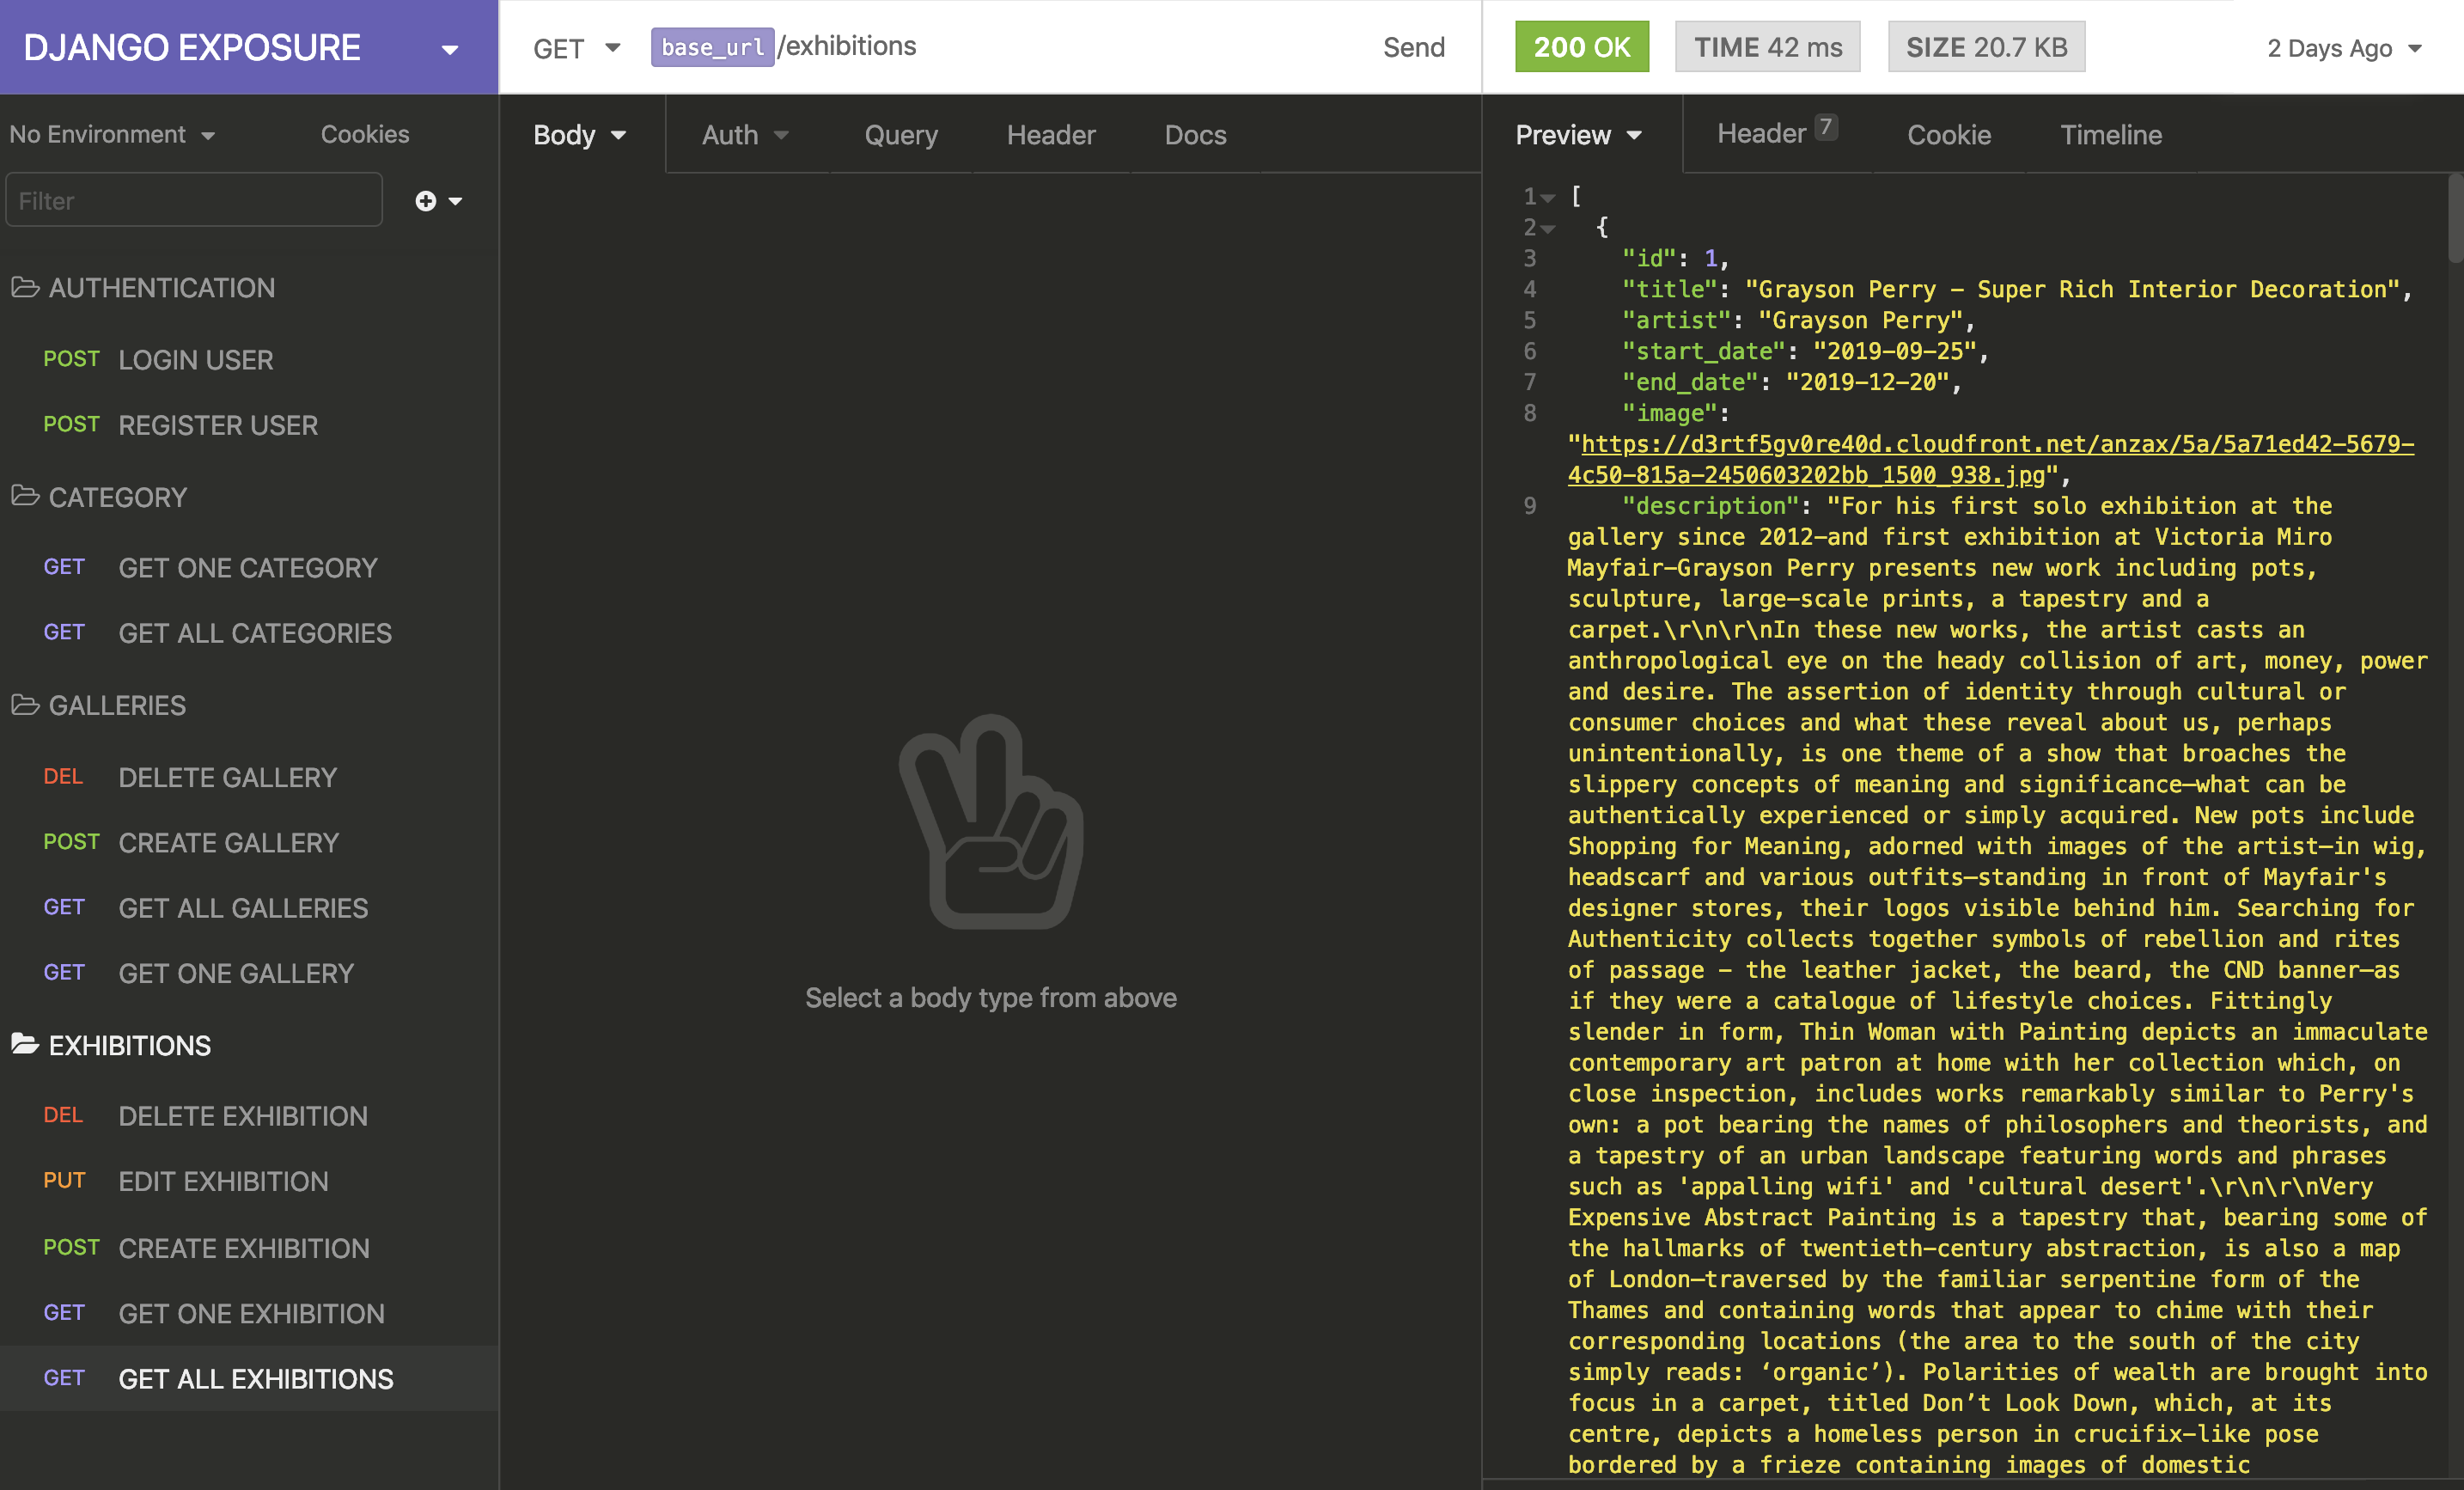 DJANGO EXPOSURE
GET base_url/exhibitions Send
200 OK TIME 42 ms SIZE 20.7 KB 2 Days Ago
No Environment Cookies
Filter
AUTHENTICATION
POST LOGIN USER
POST REGISTER USER
CATEGORY
GET GET ONE CATEGORY
GET GET ALL CATEGORIES
GALLERIES
DEL DELETE GALLERY
POST CREATE GALLERY
GET GET ALL GALLERIES
GET GET ONE GALLERY
EXHIBITIONS
DEL DELETE EXHIBITION
PUT EDIT EXHIBITION
POST CREATE EXHIBITION
GET GET ONE EXHIBITION
GET GET ALL EXHIBITIONS
Body Auth Query Header Docs
Select a body type from above
Preview Header 7 Cookie Timeline
1 [
2 {
3 "id": 1,
4 "title": "Grayson Perry - Super Rich Interior Decoration",
5 "artist": "Grayson Perry",
6 "start_date": "2019-09-25",
7 "end_date": "2019-12-20",
8 "image":
"https://d3rtf5gv0re40d.cloudfront.net/anzax/5a/5a71ed42-5679-
4c50-815a-2450603202bb_1500_938.jpg",
9 "description": "For his first solo exhibition at the
gallery since 2012—and first exhibition at Victoria Miro
Mayfair—Grayson Perry presents new work including pots,
sculpture, large-scale prints, a tapestry and a
carpet.\r\n\r\nIn these new works, the artist casts an
anthropological eye on the heady collision of art, money, power
and desire. The assertion of identity through cultural or
consumer choices and what these reveal about us, perhaps
unintentionally, is one theme of a show that broaches the
slippery concepts of meaning and significance—what can be
authentically experienced or simply acquired. New pots include
Shopping for Meaning, adorned with images of the artist—in wig,
headscarf and various outfits—standing in front of Mayfair's
designer stores, their logos visible behind him. Searching for
Authenticity collects together symbols of rebellion and rites
of passage – the leather jacket, the beard, the CND banner—as
if they were a catalogue of lifestyle choices. Fittingly
slender in form, Thin Woman with Painting depicts an immaculate
contemporary art patron at home with her collection which, on
close inspection, includes works remarkably similar to Perry's
own: a pot bearing the names of philosophers and theorists, and
a tapestry of an urban landscape featuring words and phrases
such as 'appalling wifi' and 'cultural desert'.\r\n\r\nVery
Expensive Abstract Painting is a tapestry that, bearing some of
the hallmarks of twentieth-century abstraction, is also a map
of London—traversed by the familiar serpentine form of the
Thames and containing words that appear to chime with their
corresponding locations (the area to the south of the city
simply reads: ‘organic’). Polarities of wealth are brought into
focus in a carpet, titled Don’t Look Down, which, at its
centre, depicts a homeless person in crucifix-like pose
bordered by a frieze containing images of domestic